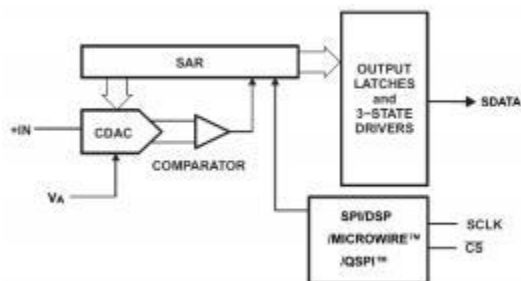 SAR
OUTPUT
LATCHES
and
3-STATE
DRIVERS
SDATA
+IN
CDAC
COMPARATOR
VA
SPI/DSP
/MICROWIRE™
/QSPI™
SCLK
CS